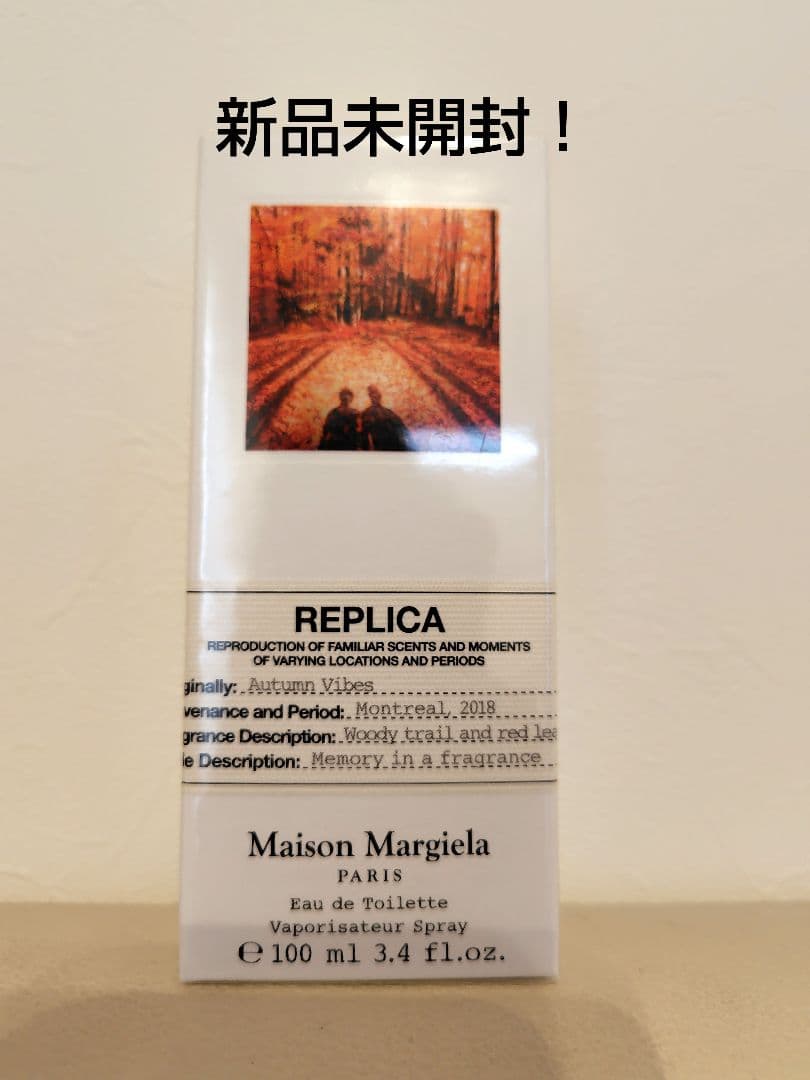 新品未開封！
REPLICA
REPRODUCTION OF FAMILIAR SCENTS AND MOMENTS
OF VARYING LOCATIONS AND PERIODS
ginally: Autumn Vibes
venance and Period: Montreal, 2018
grance Description: Woody trail and red lea
e Description: Memory in a fragrance
Maison Margiela
PARIS
Eau de Toilette
Vaporisateur Spray
℮ 100 ml 3.4 fl.oz.